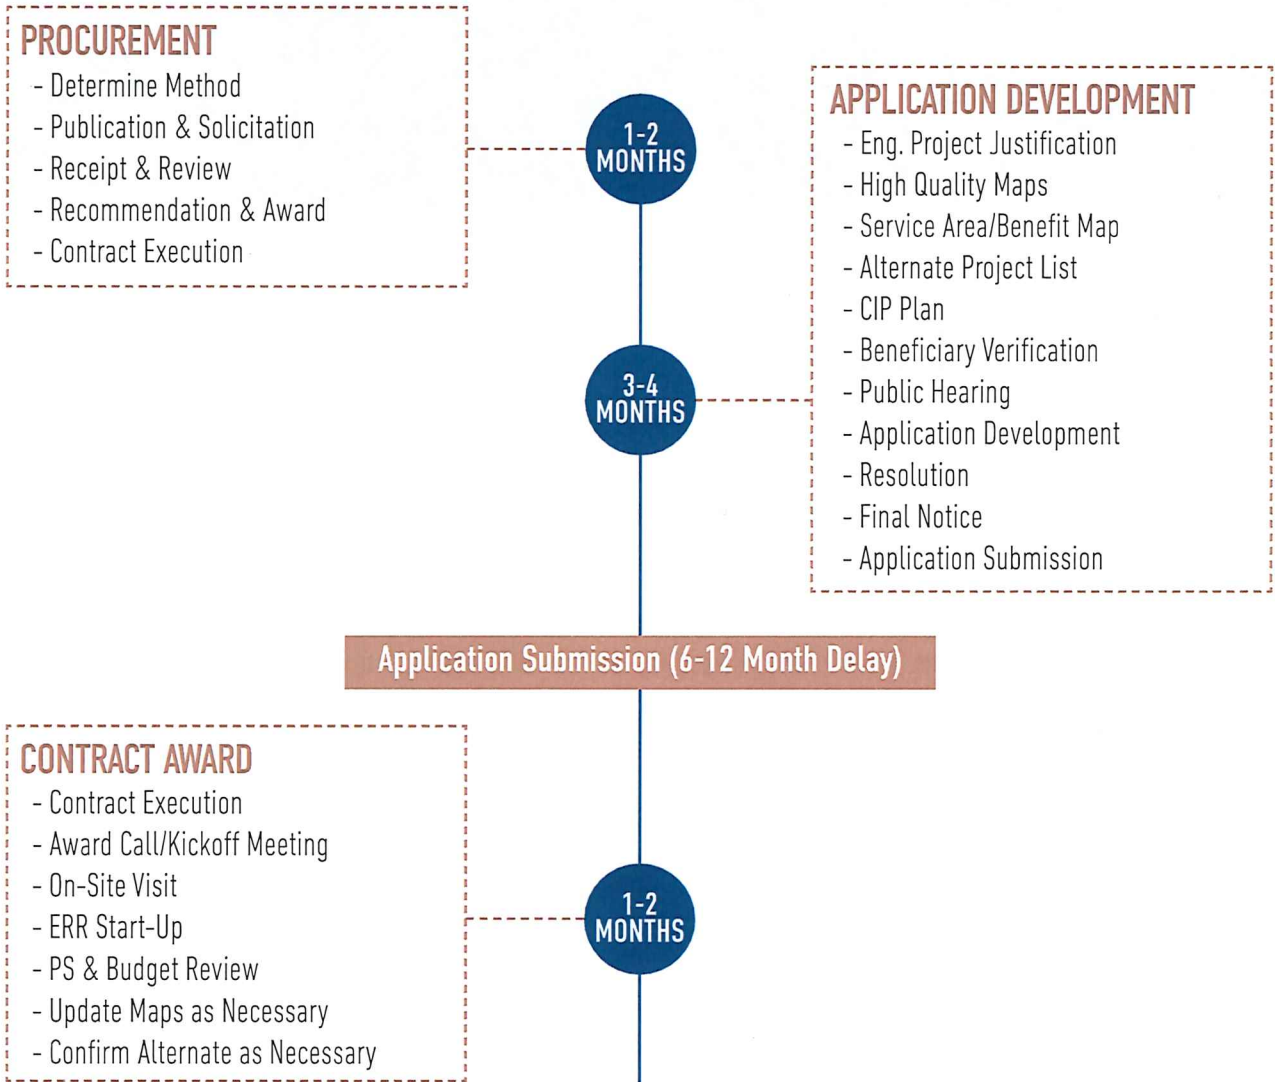 PROCUREMENT
- Determine Method
- Publication & Solicitation
- Receipt & Review
- Recommendation & Award
- Contract Execution
1-2
MONTHS
APPLICATION DEVELOPMENT
- Eng. Project Justification
- High Quality Maps
- Service Area/Benefit Map
- Alternate Project List
- CIP Plan
- Beneficiary Verification
- Public Hearing
- Application Development
- Resolution
- Final Notice
- Application Submission
3-4
MONTHS
Application Submission (6-12 Month Delay)
CONTRACT AWARD
- Contract Execution
- Award Call/Kickoff Meeting
- On-Site Visit
- ERR Start-Up
- PS & Budget Review
- Update Maps as Necessary
- Confirm Alternate as Necessary
1-2
MONTHS